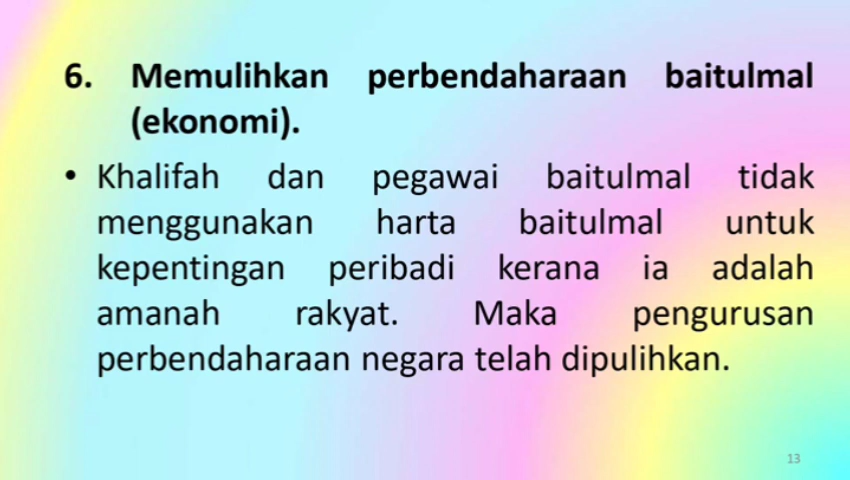 6. Memulihkan perbendaharaan baitulmal
(ekonomi).
• Khalifah dan pegawai baitulmal tidak
menggunakan harta baitulmal untuk
kepentingan peribadi kerana ia adalah
amanah rakyat. Maka pengurusan
perbendaharaan negara telah dipulihkan.
13